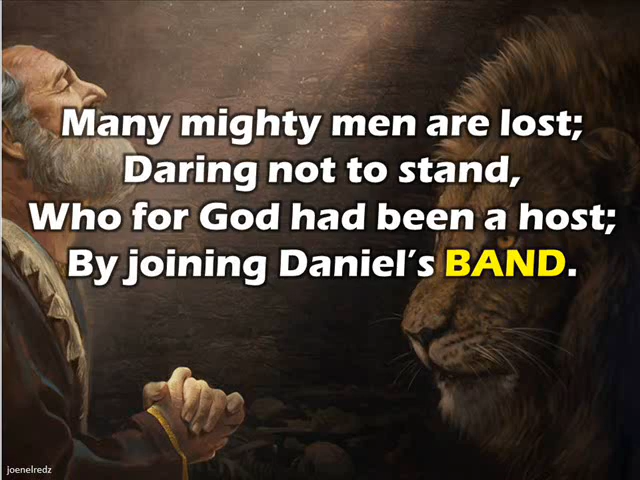 Many mighty men are lost;
Daring not to stand,
Who for God had been a host;
By joining Daniel’s BAND.
joenelredz